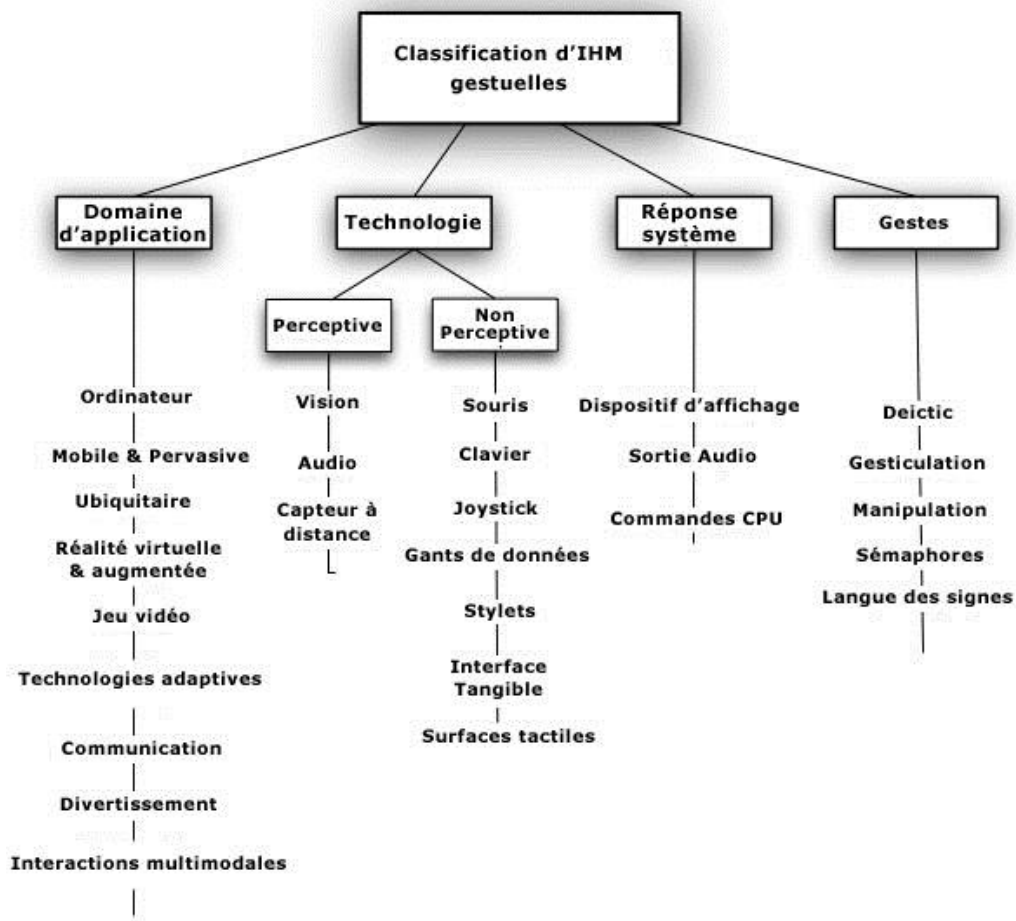 Classification d'IHM
gestuelles
Domaine
d'application
Technologie
Réponse
système
Gestes
Perceptive
Non
Perceptive
Ordinateur
Mobile & Pervasive
Ubiquitaire
Réalité virtuelle
& augmentée
Jeu vidéo
Technologies adaptives
Communication
Divertissement
Interactions multimodales
Vision
Audio
Capteur à
distance
Souris
Clavier
Joystick
Gants de données
Stylets
Interface
Tangible
Surfaces tactiles
Dispositif d'affichage
Sortie Audio
Commandes CPU
Deictic
Gesticulation
Manipulation
Sémaphores
Langue des signes